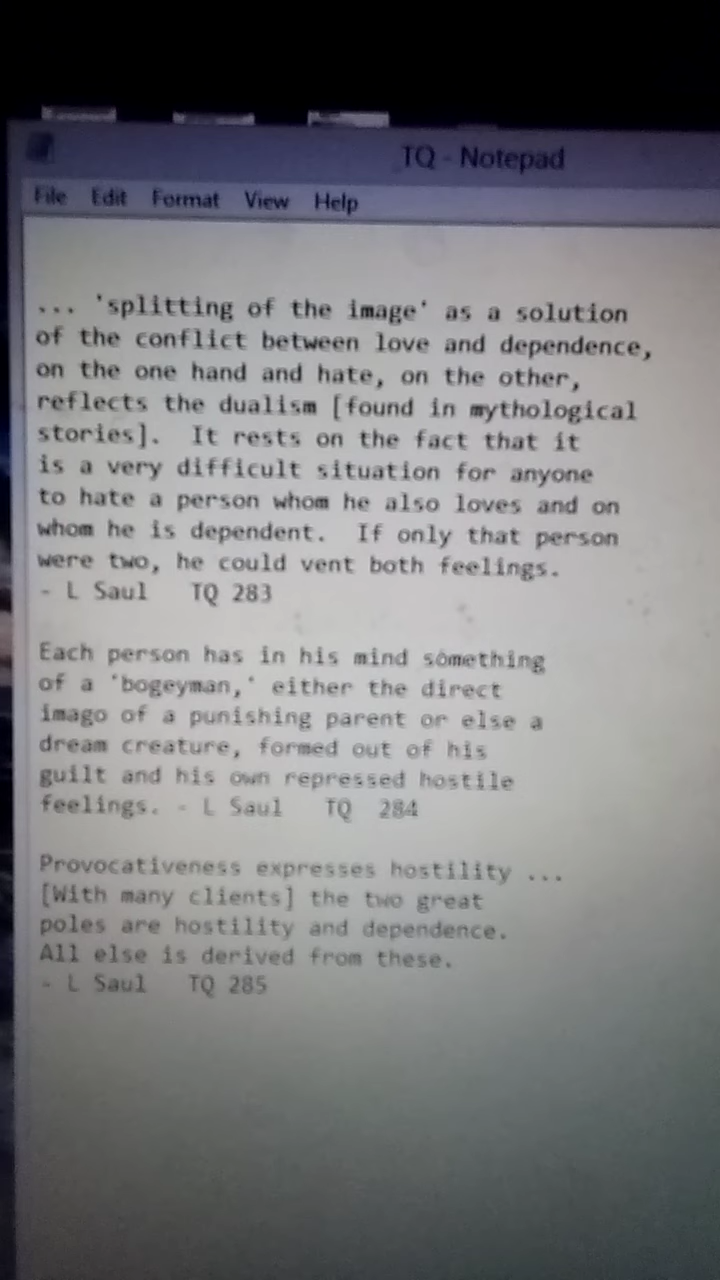 TQ - Notepad
File Edit Format View Help
... 'splitting of the image' as a solution
of the conflict between love and dependence,
on the one hand and hate, on the other,
reflects the dualism [found in mythological
stories].  It rests on the fact that it
is a very difficult situation for anyone
to hate a person whom he also loves and on
whom he is dependent.  If only that person
were two, he could vent both feelings.
- L Saul   TQ 283
Each person has in his mind something
of a 'bogeyman,' either the direct
imago of a punishing parent or else a
dream creature, formed out of his
guilt and his own repressed hostile
feelings. - L Saul   TQ  284
Provocativeness expresses hostility ...
[With many clients] the two great
poles are hostility and dependence.
All else is derived from these.
- L Saul   TQ 285